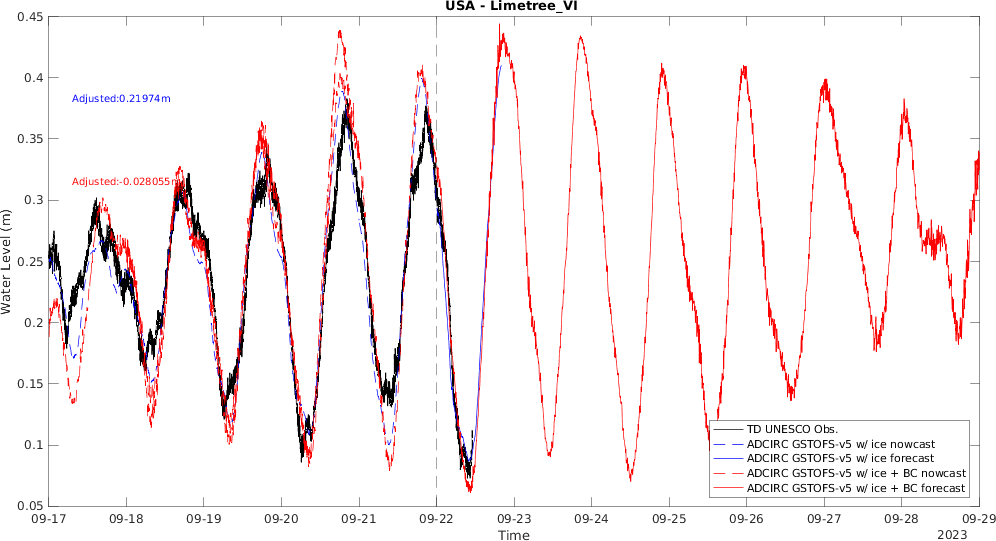 USA - Limetree_VI
0.45
0.4
0.35
0.3
0.25
0.2
0.15
0.1
0.05
Water Level (m)
Adjusted:0.21974m
Adjusted:-0.028055m
TD UNESCO Obs.
ADCIRC GSTOFS-v5 w/ ice nowcast
ADCIRC GSTOFS-v5 w/ ice forecast
ADCIRC GSTOFS-v5 w/ ice + BC nowcast
ADCIRC GSTOFS-v5 w/ ice + BC forecast
09-17 09-18 09-19 09-20 09-21 09-22 09-23 09-24 09-25 09-26 09-27 09-28 09-29
Time
2023